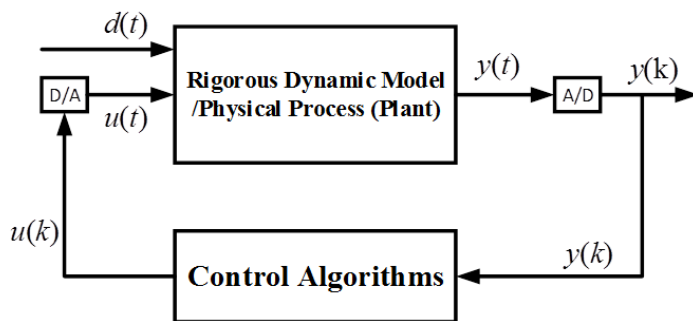 d(t)
Rigorous Dynamic Model
/Physical Process (Plant)
y(t)
y(k)
D/A
A/D
u(t)
u(k)
Control Algorithms
y(k)